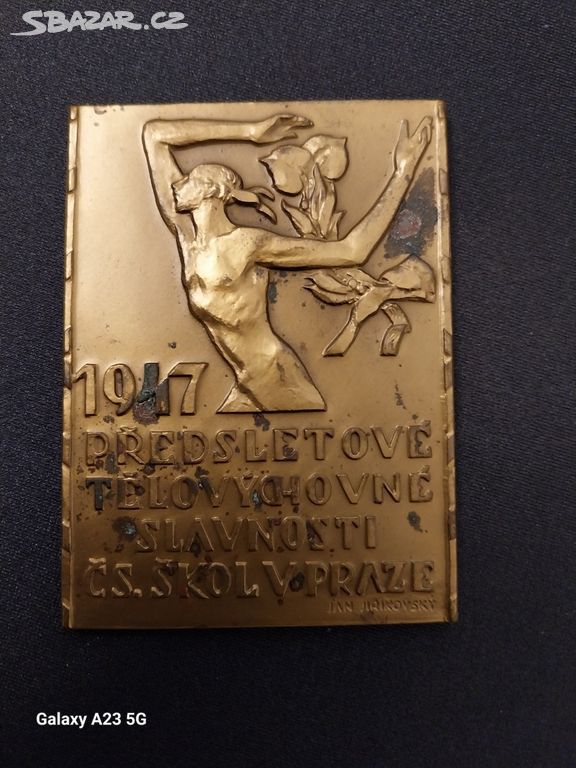 SBAZAR.CZ
1947
PŘEDSLETOVÉ
TĚLOVÝCHOVNÉ
SLAVNOSTI
ČS. ŠKOL V PRAZE
JAN JIŘIKOVSKÝ
Galaxy A23 5G